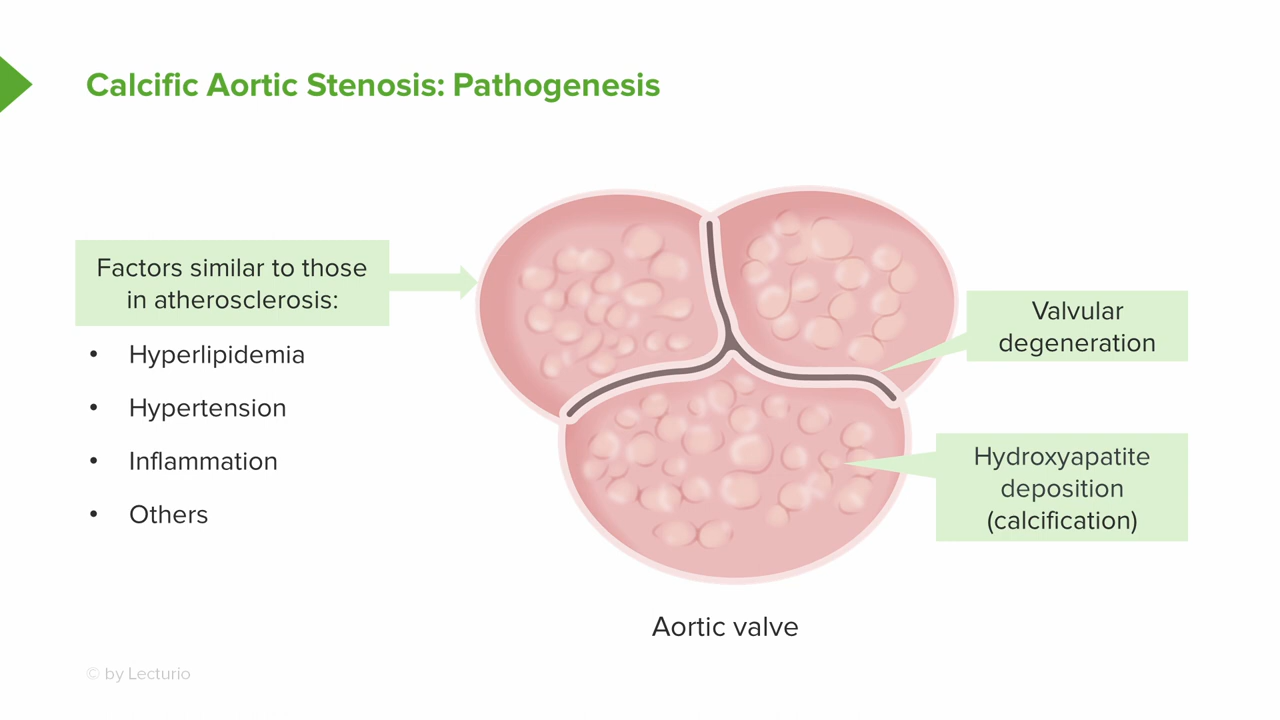 Calcific Aortic Stenosis: Pathogenesis
Factors similar to those
in atherosclerosis:
• Hyperlipidemia
• Hypertension
• Inflammation
• Others
Valvular
degeneration
Hydroxyapatite
deposition
(calcification)
Aortic valve
© by Lecturio